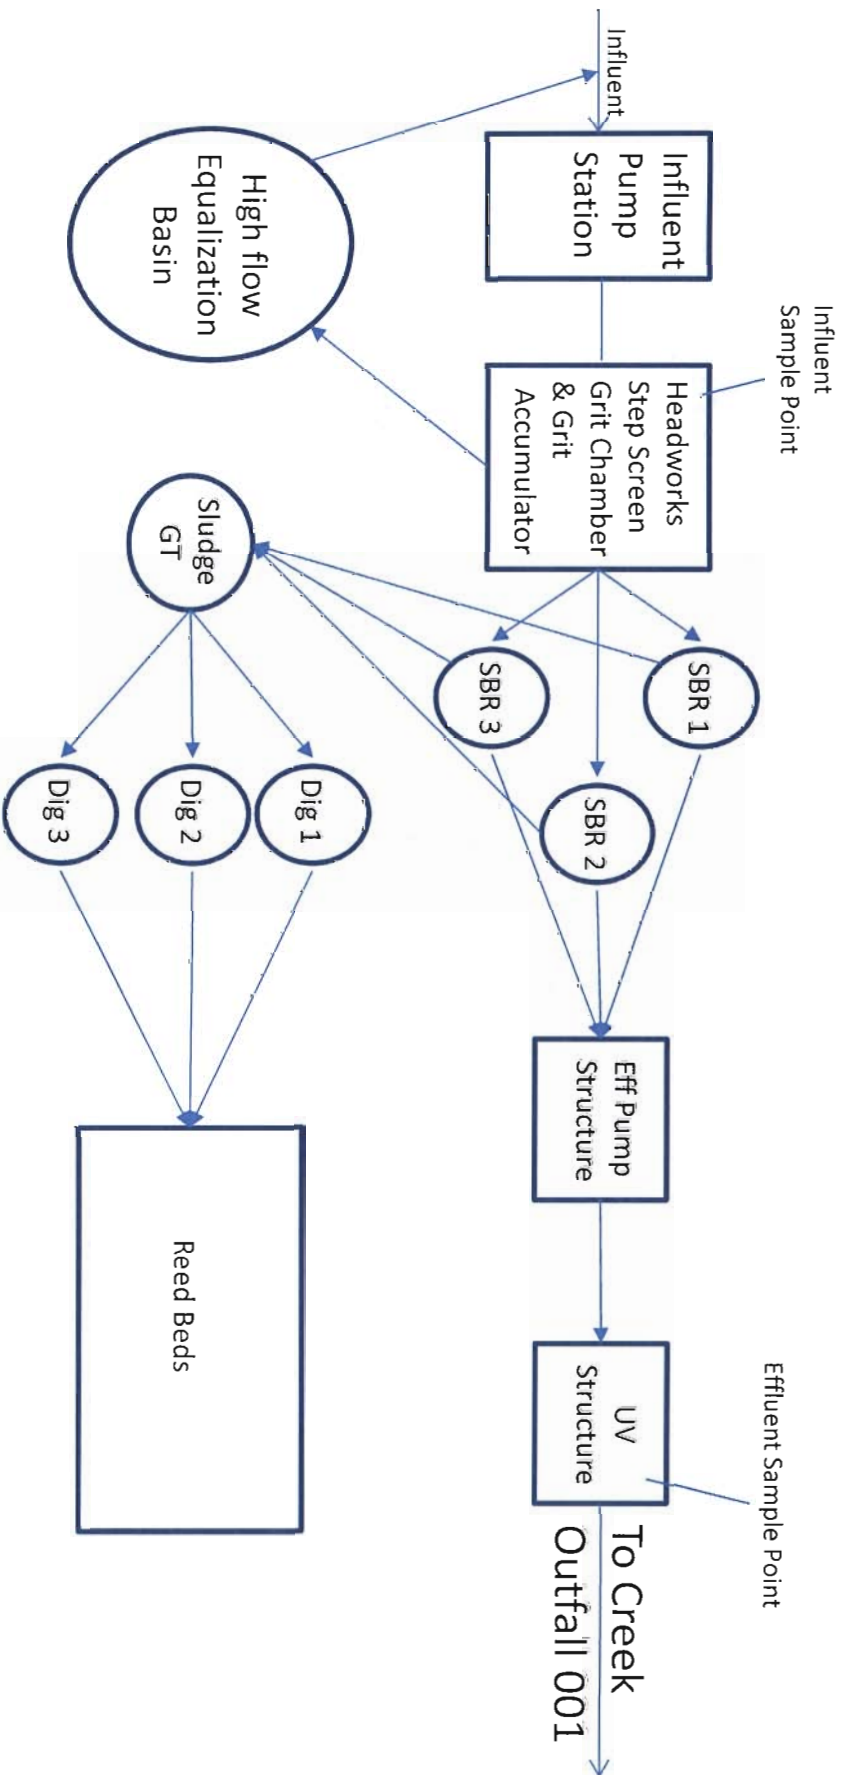 Influent
Sample Point
Effluent Sample Point
Influent
Influent
Pump
Station
Headworks
Step Screen
Grit Chamber
& Grit
Accumulator
SBR 1
SBR 2
SBR 3
Eff Pump
Structure
UV
Structure
To Creek
Outfall 001
High flow
Equalization
Basin
Sludge
GT
Dig 1
Dig 2
Dig 3
Reed Beds